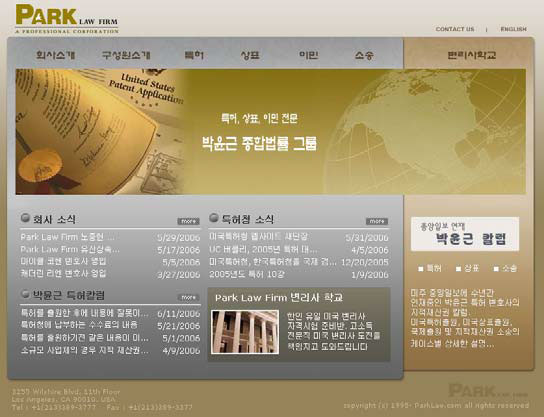 PARK LAW FIRM
A PROFESSIONAL CORPORATION
CONTACT US | ENGLISH
회사소개 구성원소개 특허 상표 이민 소송 변리사학교
United States
Patent Applicant
특허, 상표, 이민 전문
박윤근 종합법률 그룹
회사 소식 more
Park Law Firm 노종현 ... 5/29/2006
Park Law Firm 유산상속... 5/17/2006
마이클 코헨 변호사 영입 5/5/2006
캐더린 리엔 변호사 영입 3/27/2006
특허청 소식 more
미국특허청 웹사이트 새단장 5/31/2006
UC 버클리, 2005년 특허 대... 4/5/2006
미국특허청, 한국특허청을 국제 검... 12/20/2005
2005년도 특허 10강 1/9/2006
중앙일보 연재
박윤근 칼럼
특허 상표 소송
미주 중앙일보에 수년간
연재중인 박윤근 특허 변호사의
지적재산권 칼럼.
미국특허출원, 미국상표출원,
국제출원 및 지적재산권 소송의
케이스별 상세한 설명...
박윤근 특허칼럼 more
특허를 출원한 후에 내용에 잘못이... 6/11/2006
특허청에 납부하는 수수료의 내용 5/21/2006
특허를 출원하기전 같은 내용이 미... 5/1/2006
소규모 사업체의 경우 지적 재산권... 4/9/2006
Park Law Firm 변리사 학교
한인 유일 미국 변리사
자격시험 준비반. 고소득
전문직 미국 변리사 도전을
책임지고 도와드립니다
3255 Wilshire Blvd, 11th Floor
Los Angeles, CA 90010, USA
Tel : +1(213)389-3777 Fax : +1(213)389-3377
PARK LAW FIRM
copyright (c) 1998- ParkLaw.com all rights reserved